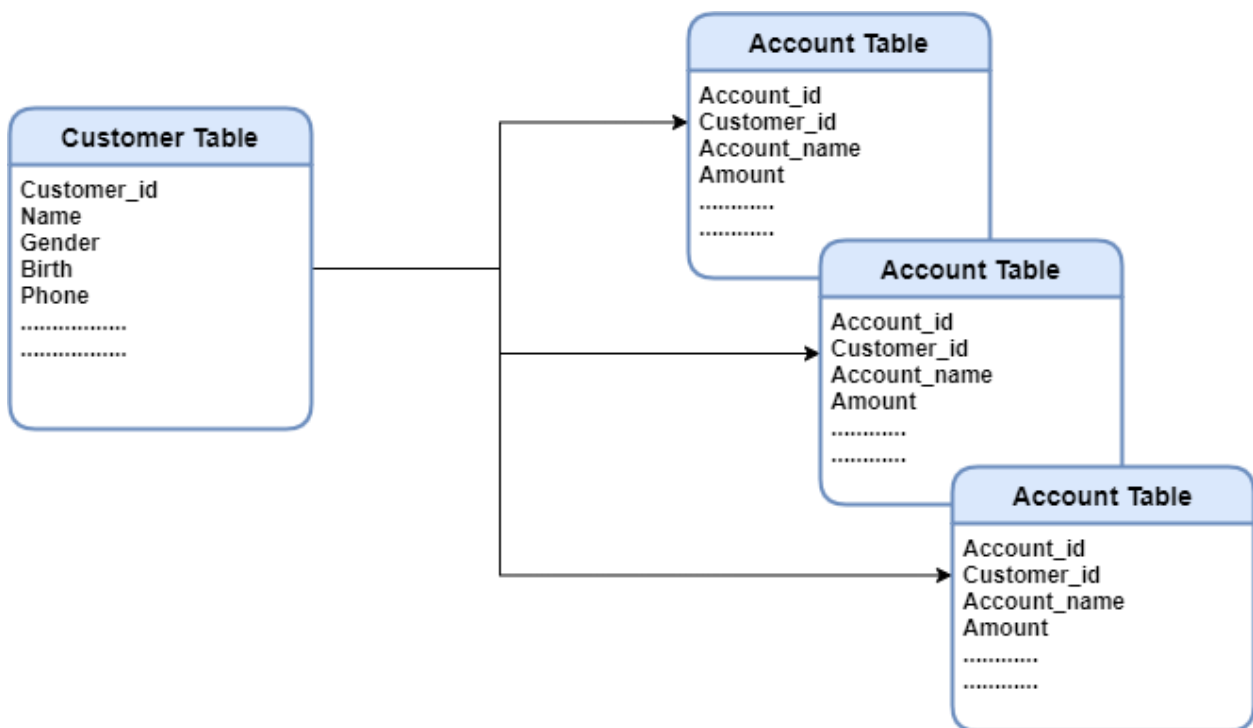 Customer Table
Customer_id
Name
Gender
Birth
Phone
..................
..................
Account Table
Account_id
Customer_id
Account_name
Amount
............
............
Account Table
Account_id
Customer_id
Account_name
Amount
............
............
Account Table
Account_id
Customer_id
Account_name
Amount
............
............